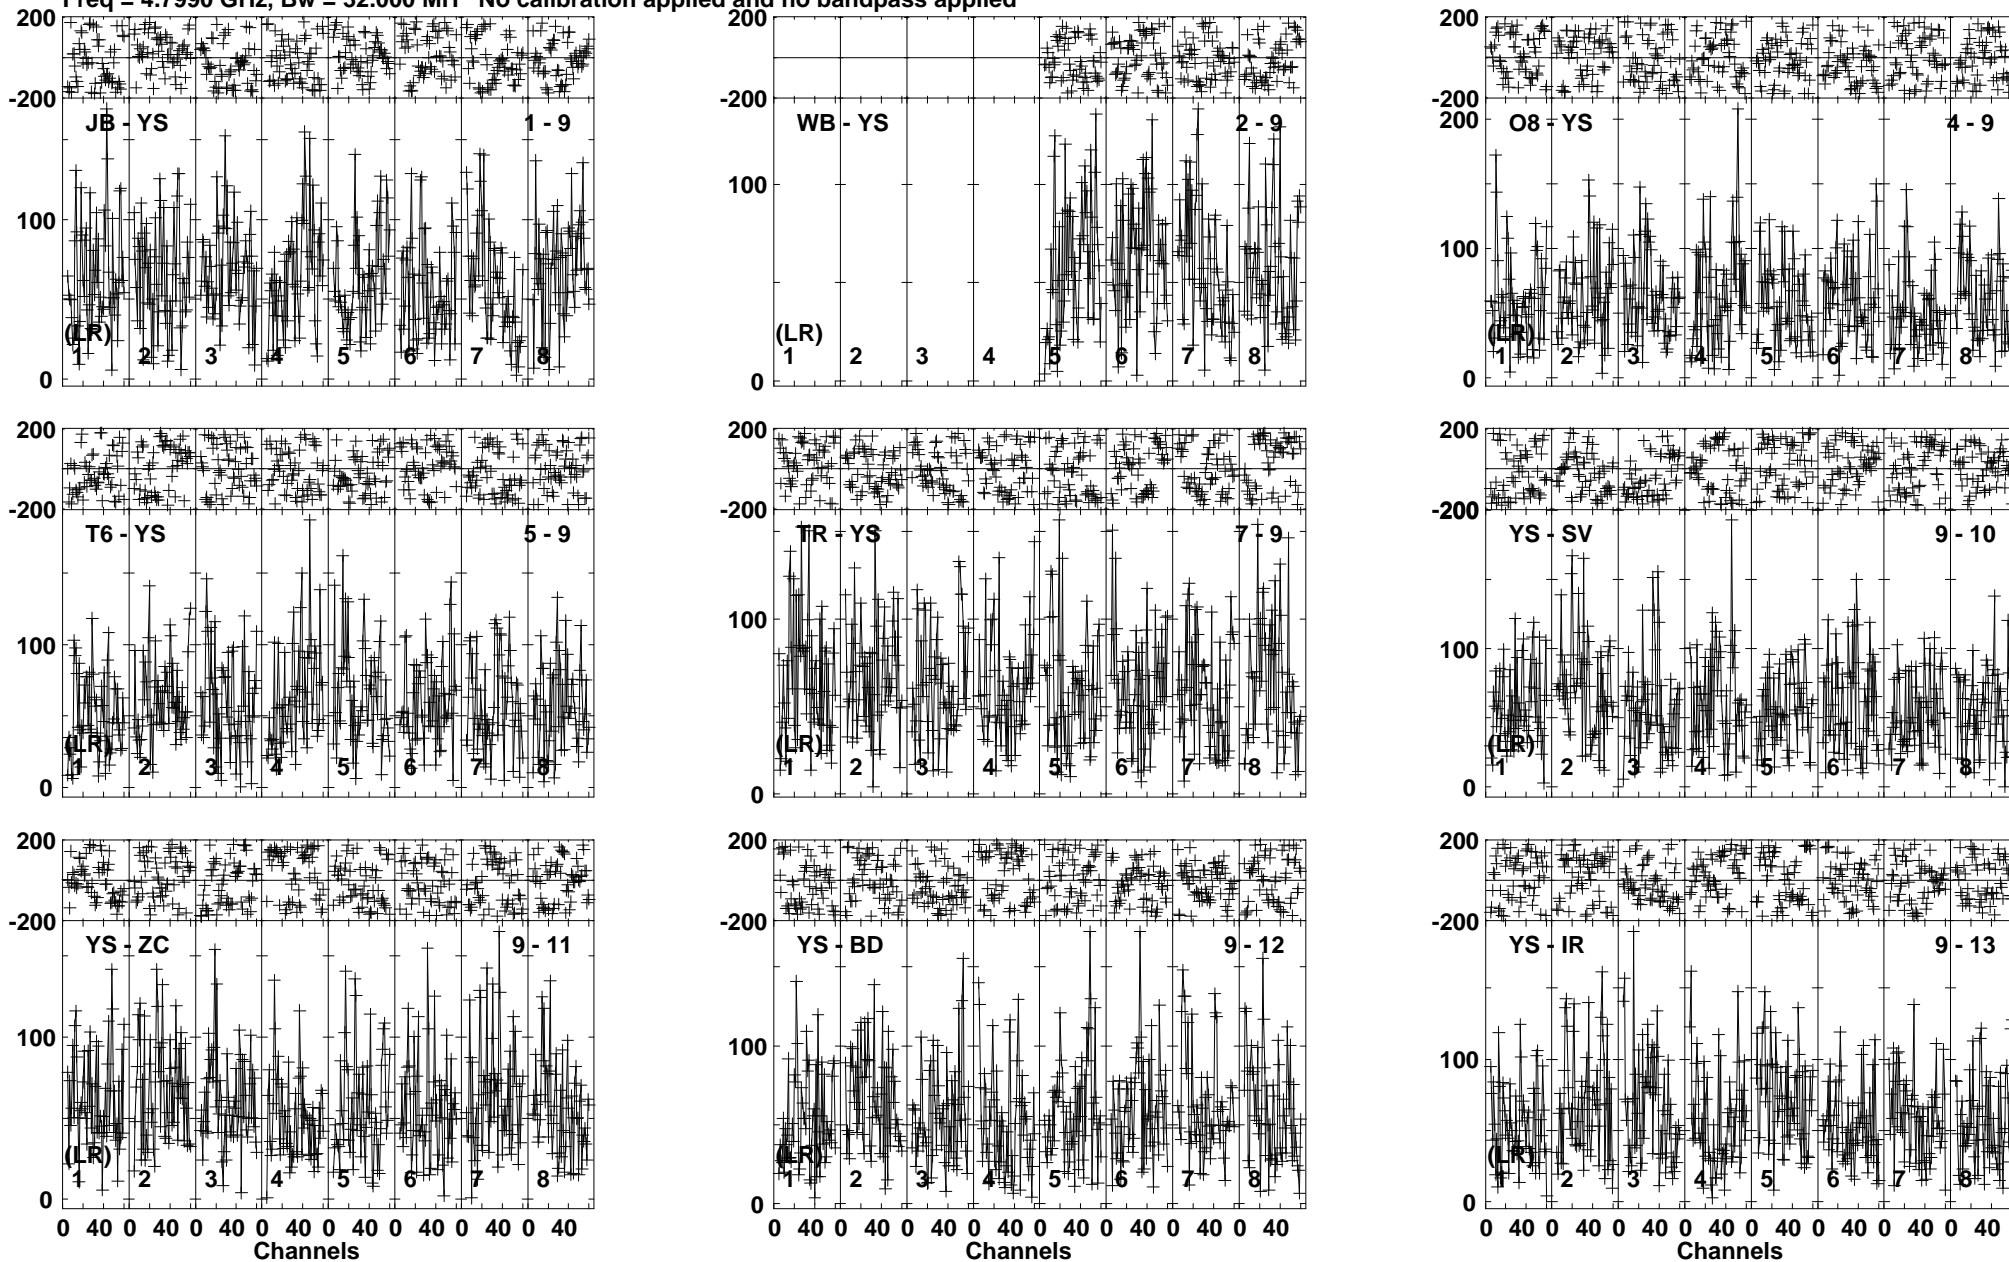 Freq = 4.7990 GHz, Bw = 32.000 MH No calibration applied and no bandpass applied
200 200 200
-200 -200 -200
JB - YS 1 - 9 WB - YS 2 - 9 O8 - YS 4 - 9
200
100 100 100
(LR) (LR) (LR)
1 2 3 4 5 6 7 8 1 2 3 4 5 6 7 8 1 2 3 4 5 6 7 8
0 0 0
200 200 200
-200 -200 -200
T6 - YS 5 - 9 TR - YS 7 - 9 YS - SV 9 - 10
100 100 100
(LR) (LR) (LR)
1 2 3 4 5 6 7 8 1 2 3 4 5 6 7 8 1 2 3 4 5 6 7 8
0 0 0
200 200 200
-200 -200 -200
YS - ZC 9 - 11 YS - BD 9 - 12 YS - IR 9 - 13
100 100 100
(LR) (LR) (LR)
1 2 3 4 5 6 7 8 1 2 3 4 5 6 7 8 1 2 3 4 5 6 7 8
0 0 0
0 40 0 40 0 40 0 40 0 40 0 40 0 40 0 40 0 40 0 40 0 40 0 40 0 40 0 40 0 40 0 40 0 40 0 40 0 40 0 40 0 40 0 40 0 40 0 40
Channels Channels Channels